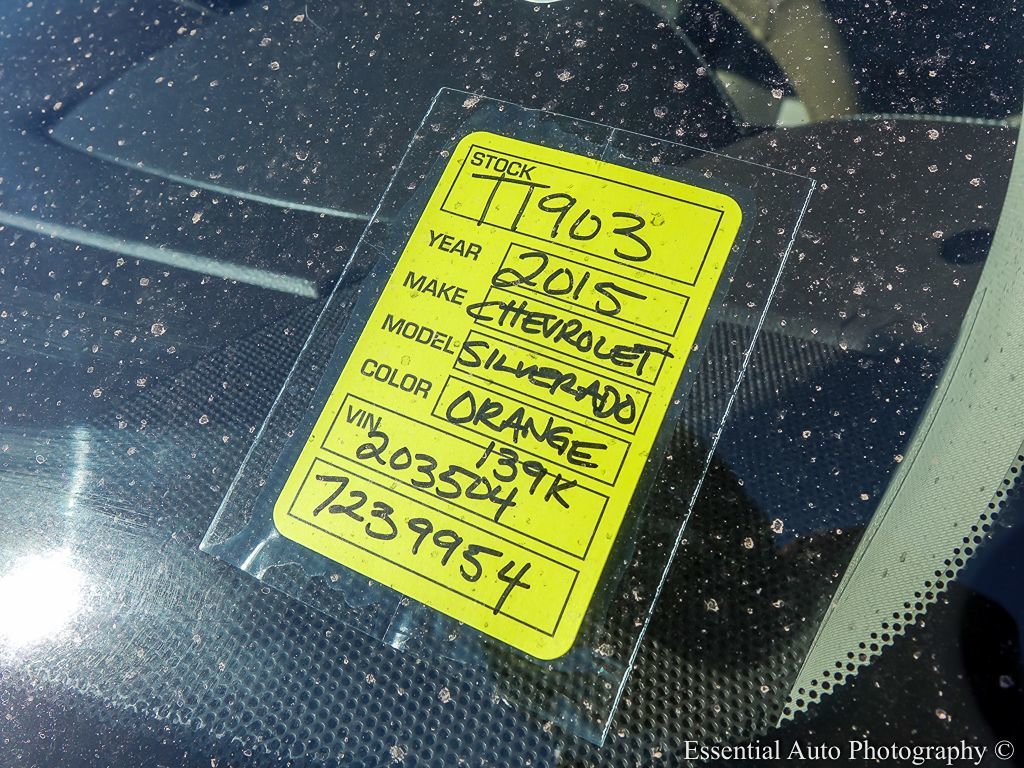 STOCK
TT903
YEAR 2015
MAKE CHEVROLET
MODEL SILVERADO
COLOR ORANGE
139K
VIN 203504
7239954
Essential Auto Photography ©